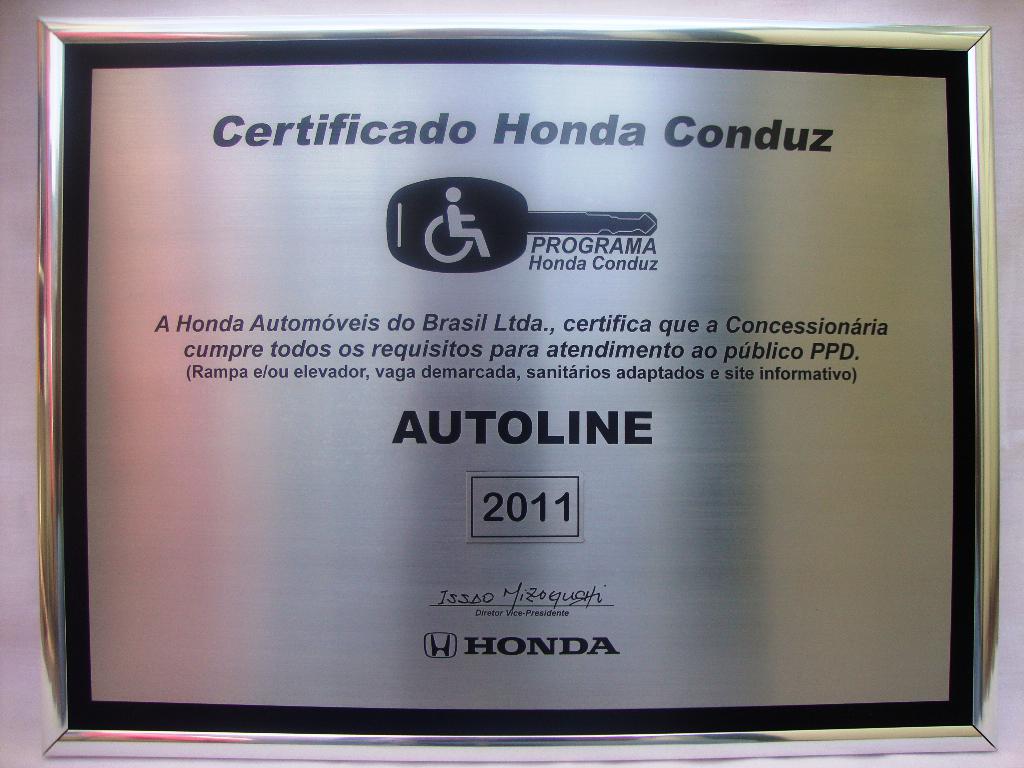 Certificado Honda Conduz
PROGRAMA
Honda Conduz
A Honda Automóveis do Brasil Ltda., certifica que a Concessionária
cumpre todos os requisitos para atendimento ao público PPD.
(Rampa e/ou elevador, vaga demarcada, sanitários adaptados e site informativo)
AUTOLINE
2011
Issao Mizoguchi
Diretor Vice-Presidente
HONDA